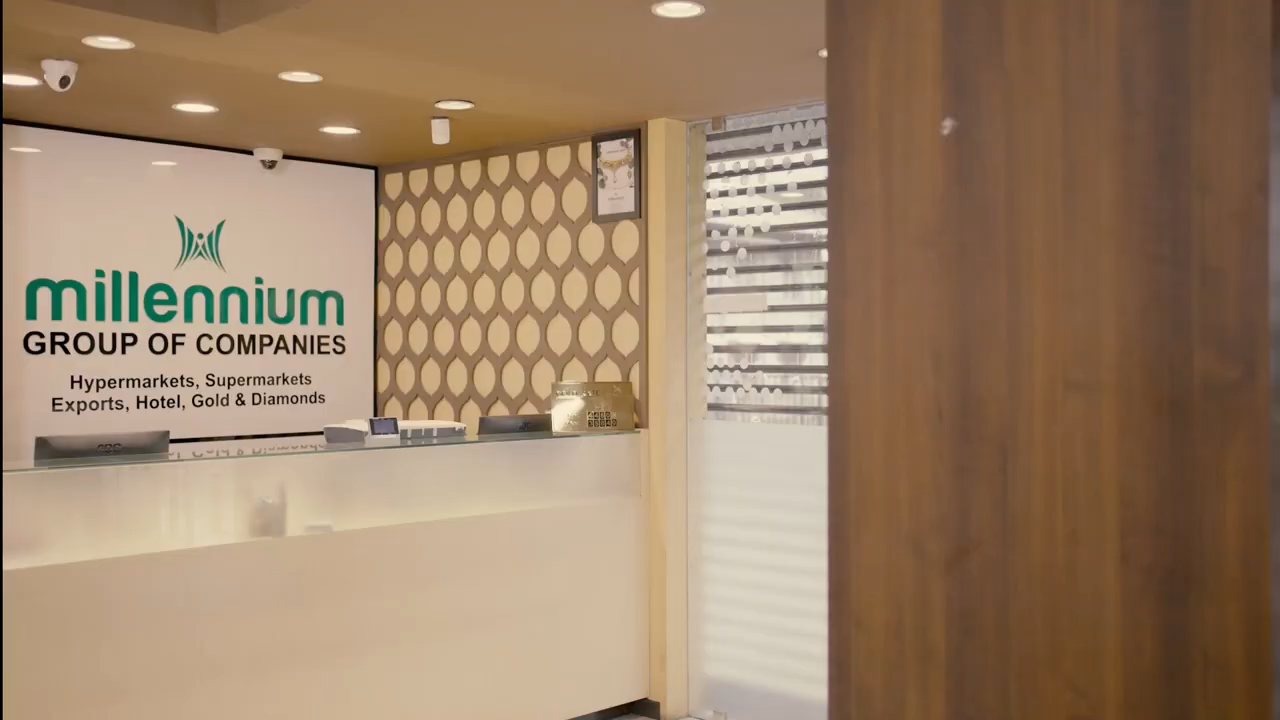 millennium
GROUP OF COMPANIES
Hypermarkets, Supermarkets
Exports, Hotel, Gold & Diamonds